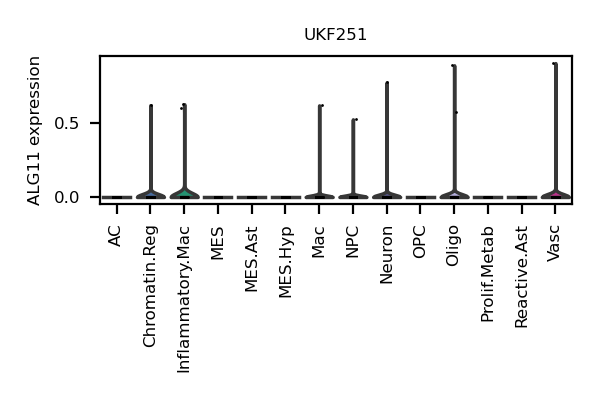 UKF251
ALG11 expression
0.5
0.0
AC
Chromatin.Reg
Inflammatory.Mac
MES
MES.Ast
MES.Hyp
Mac
NPC
Neuron
OPC
Oligo
Prolif.Metab
Reactive.Ast
Vasc